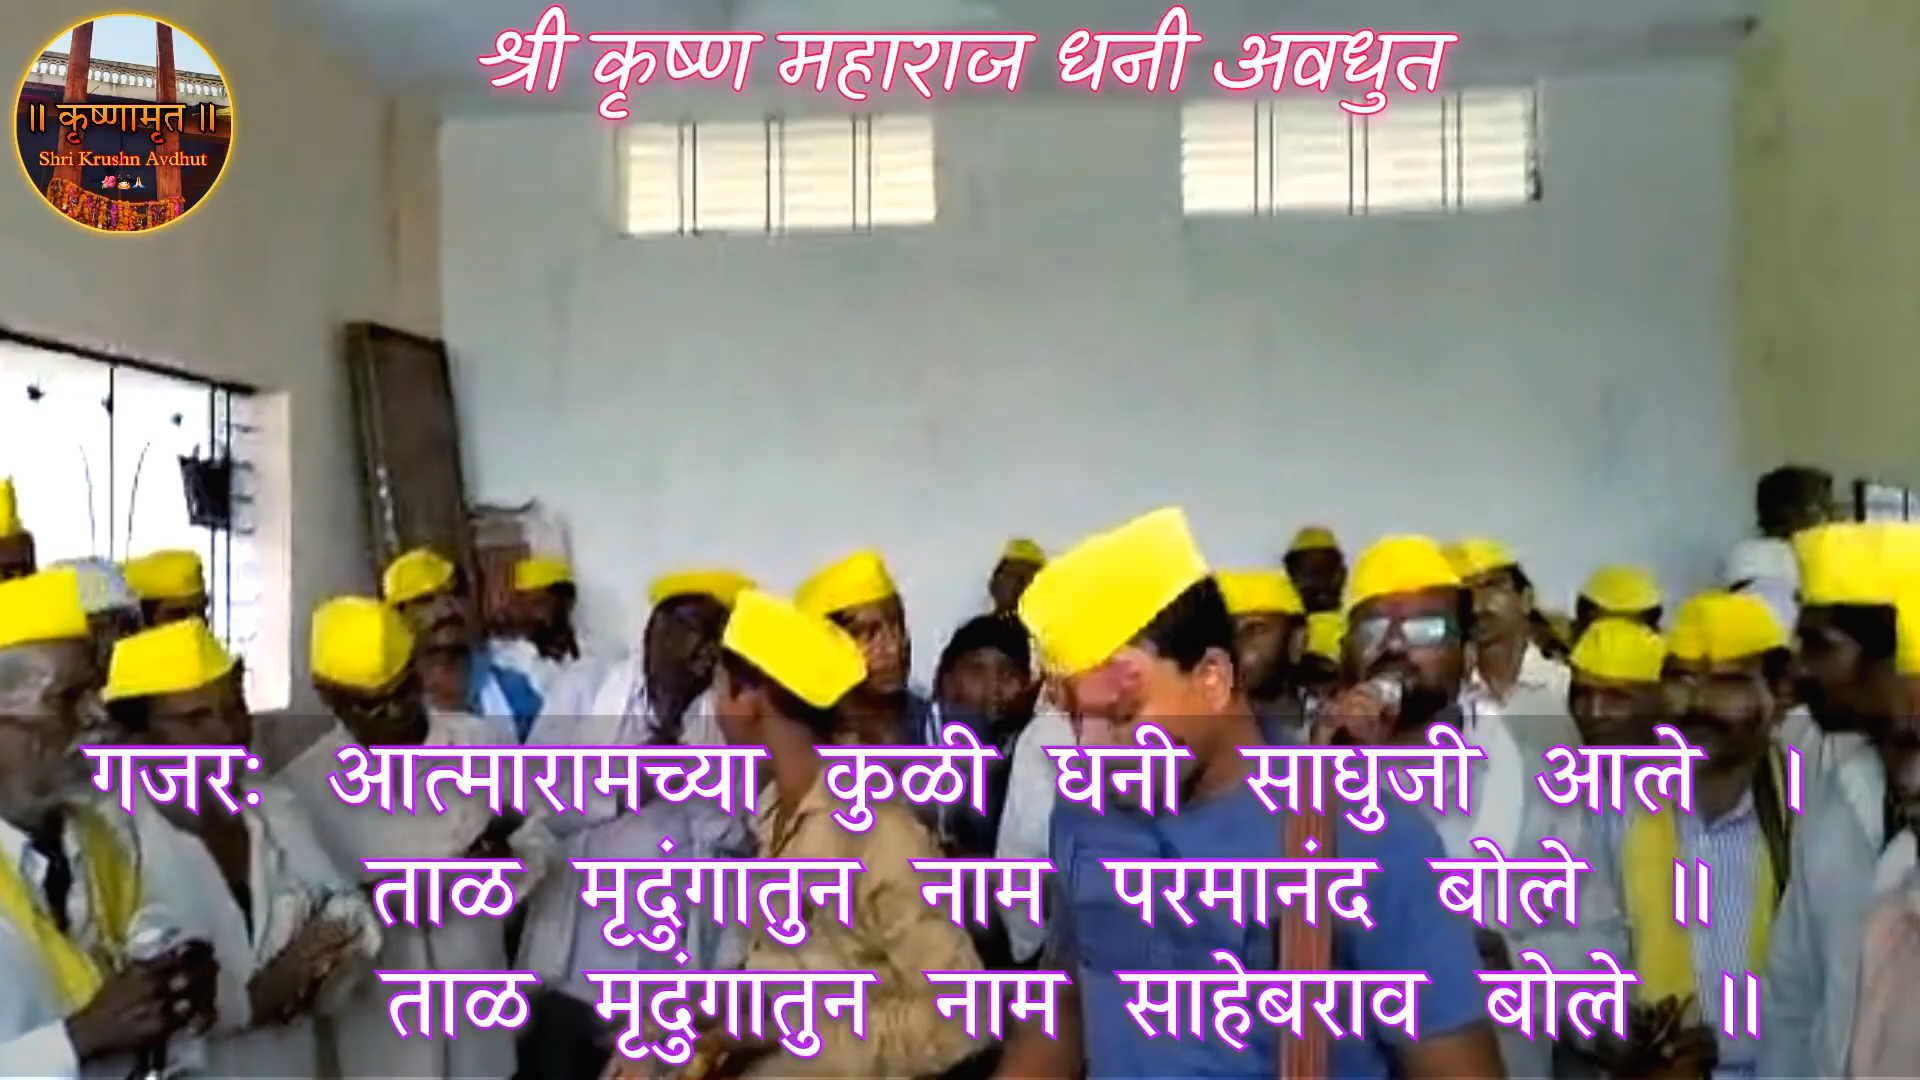 श्री कृष्ण महाराज धनी अवधुत
॥ कृष्णामृत ॥
Shri Krushn Avdhut
गजरः आत्मारामच्या कुळी धनी साधुजी आले ।
ताळ मृदुंगातुन नाम परमानंद बोले ॥
ताळ मृदुंगातुन नाम साहेबराव बोले ॥